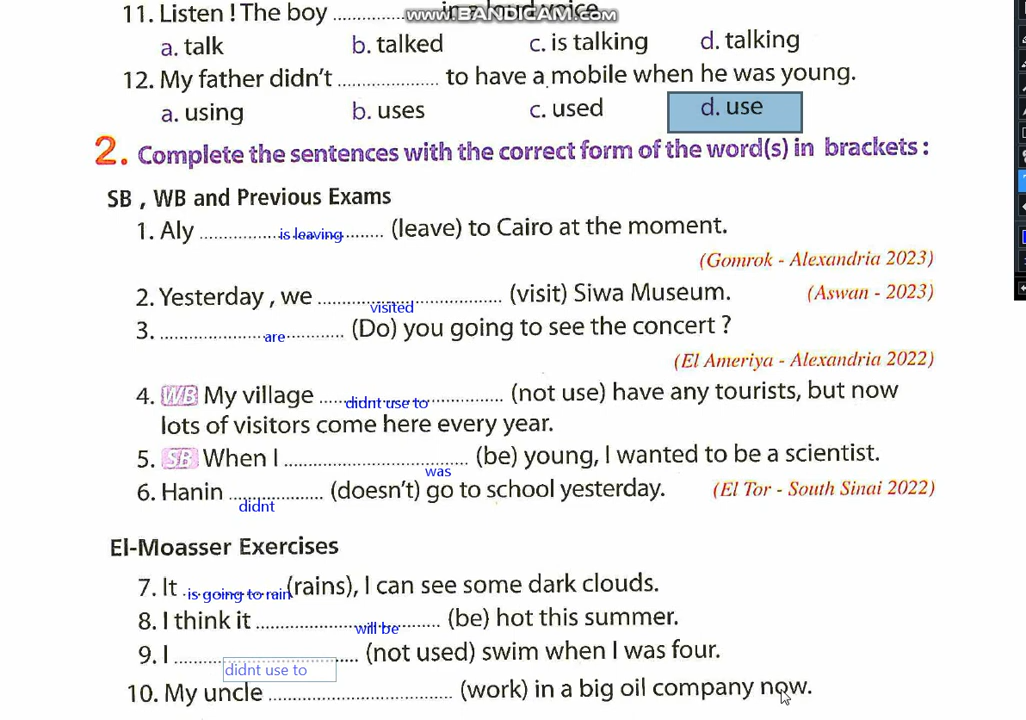 www.BANDICAM.com
11. Listen ! The boy .................. in a loud voice.
a. talk b. talked c. is talking d. talking
12. My father didn't .................... to have a mobile when he was young.
a. using b. uses c. used d. use
2. Complete the sentences with the correct form of the word(s) in brackets :
SB , WB and Previous Exams
1. Aly ................is leaving........ (leave) to Cairo at the moment.
(Gomrok - Alexandria 2023)
2. Yesterday , we ..................................... (visit) Siwa Museum. (Aswan - 2023)
visited
3. .....................are............ (Do) you going to see the concert ?
(El Ameriya - Alexandria 2022)
4. WB My village .....didnt use to............... (not use) have any tourists, but now
lots of visitors come here every year.
5. SB When I ..................................... (be) young, I wanted to be a scientist.
was
6. Hanin ................... (doesn't) go to school yesterday. (El Tor - South Sinai 2022)
didnt
El-Moasser Exercises
7. It is going to rain (rains), I can see some dark clouds.
8. I think it ....................will be........ (be) hot this summer.
9. I ..................................... (not used) swim when I was four.
didnt use to
10. My uncle ..................................... (work) in a big oil company now.